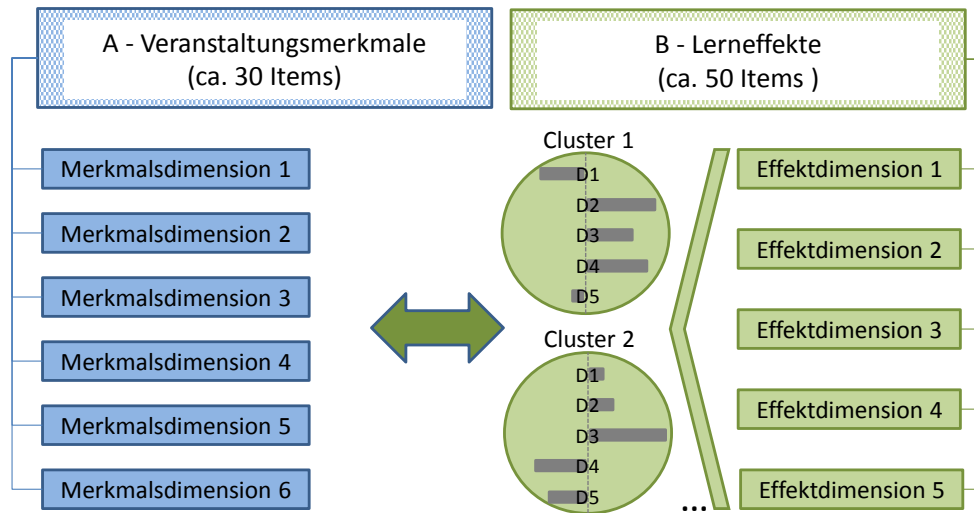 A - Veranstaltungsmerkmale
(ca. 30 Items)
B - Lerneffekte
(ca. 50 Items )
Merkmalsdimension 1
Merkmalsdimension 2
Merkmalsdimension 3
Merkmalsdimension 4
Merkmalsdimension 5
Merkmalsdimension 6
Cluster 1
D1
D2
D3
D4
D5
Cluster 2
D1
D2
D3
D4
D5
...
Effektdimension 1
Effektdimension 2
Effektdimension 3
Effektdimension 4
Effektdimension 5